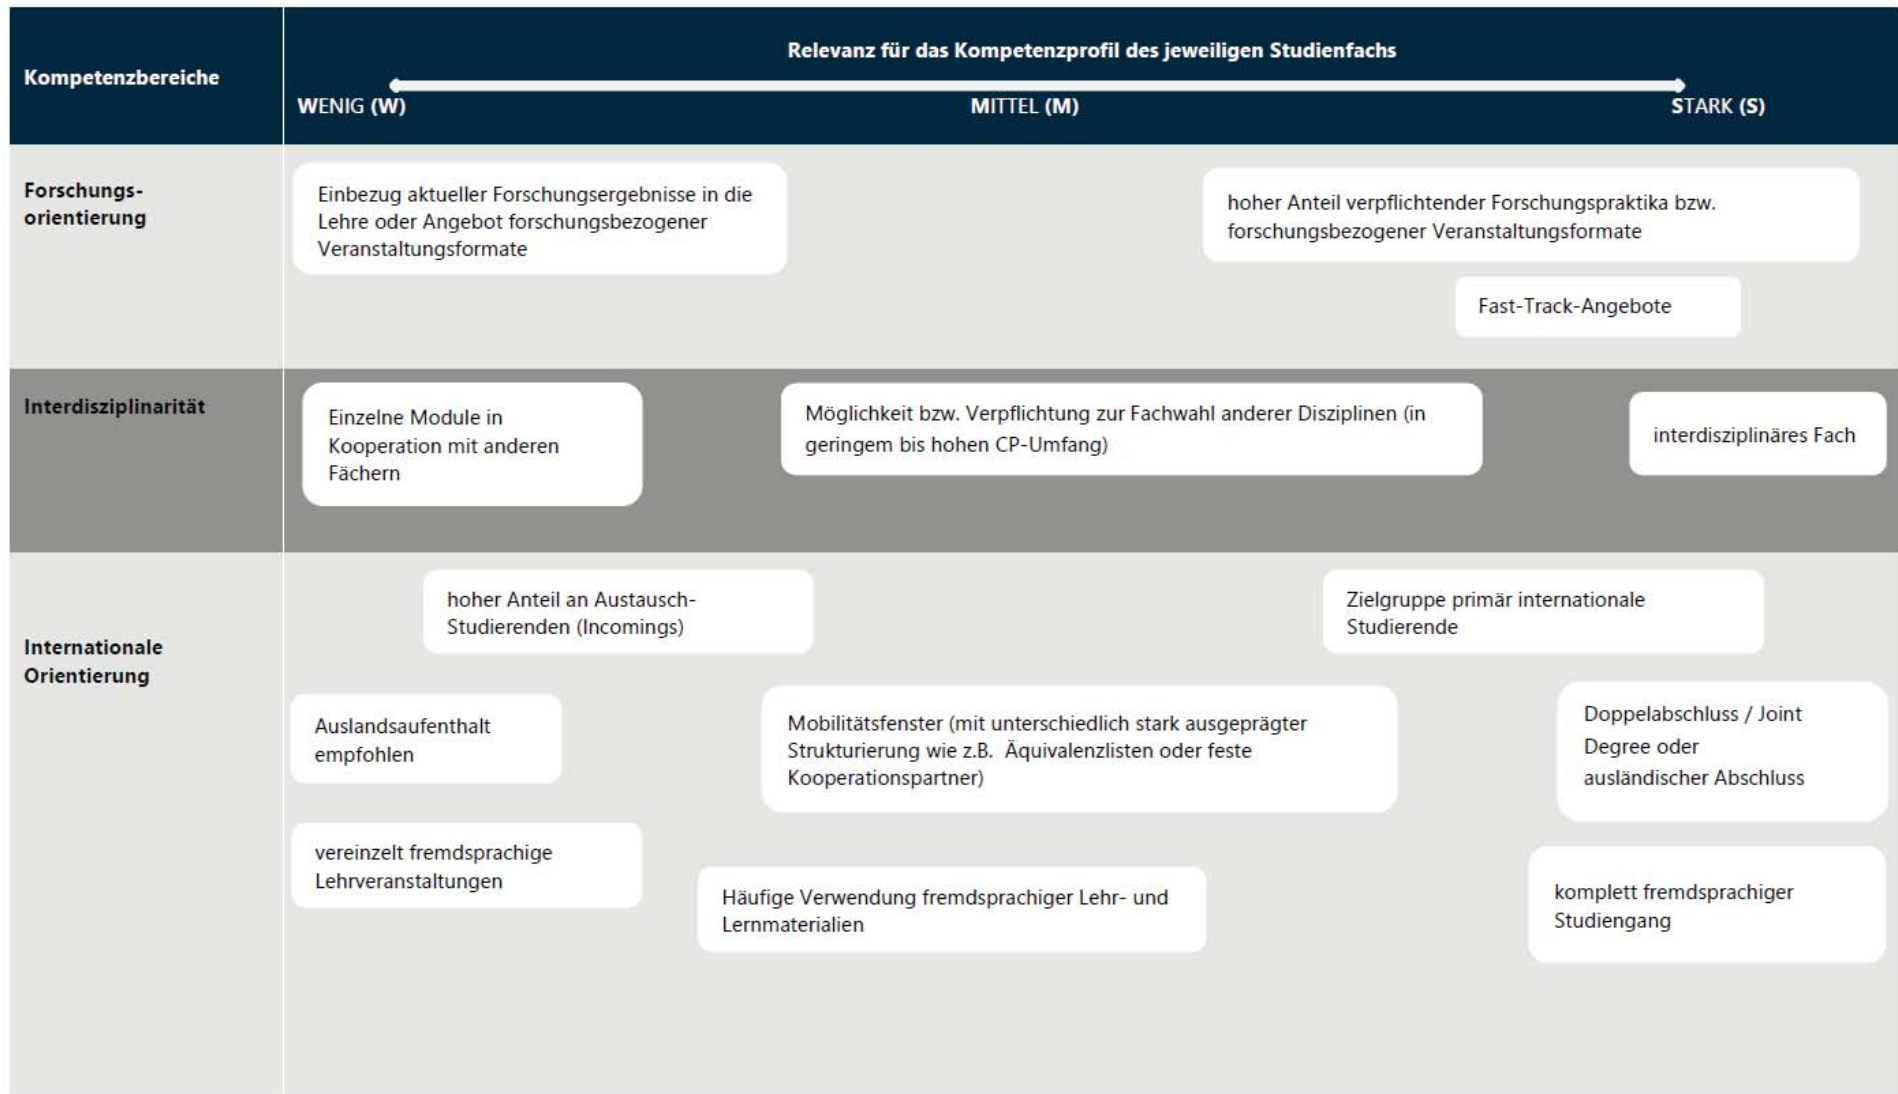 Relevanz für das Kompetenzprofil des jeweiligen Studienfachs
Kompetenzbereiche
WENIG (W)
MITTEL (M)
STARK (S)
Forschungs-
orientierung
Einbezug aktueller Forschungsergebnisse in die
Lehre oder Angebot forschungsbezogener
Veranstaltungsformate
hoher Anteil verpflichtender Forschungspraktika bzw.
forschungsbezogener Veranstaltungsformate
Fast-Track-Angebote
Interdisziplinarität
Einzelne Module in
Kooperation mit anderen
Fächern
Möglichkeit bzw. Verpflichtung zur Fachwahl anderer Disziplinen (in
geringem bis hohen CP-Umfang)
interdisziplinäres Fach
Internationale
Orientierung
hoher Anteil an Austausch-
Studierenden (Incomings)
Zielgruppe primär internationale
Studierende
Auslandsaufenthalt
empfohlen
Mobilitätsfenster (mit unterschiedlich stark ausgeprägter
Strukturierung wie z.B. Äquivalenzlisten oder feste
Kooperationspartner)
Doppelabschluss / Joint
Degree oder
ausländischer Abschluss
vereinzelt fremdsprachige
Lehrveranstaltungen
Häufige Verwendung fremdsprachiger Lehr- und
Lernmaterialien
komplett fremdsprachiger
Studiengang